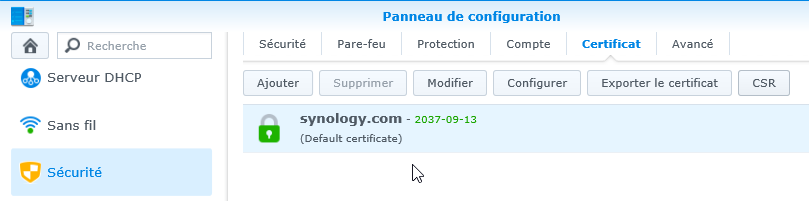 Panneau de configuration
Recherche
Sécurité Pare-feu Protection Compte Certificat Avancé
Serveur DHCP
Ajouter Supprimer Modifier Configurer Exporter le certificat CSR
synology.com - 2037-09-13
Sans fil
(Default certificate)
Sécurité